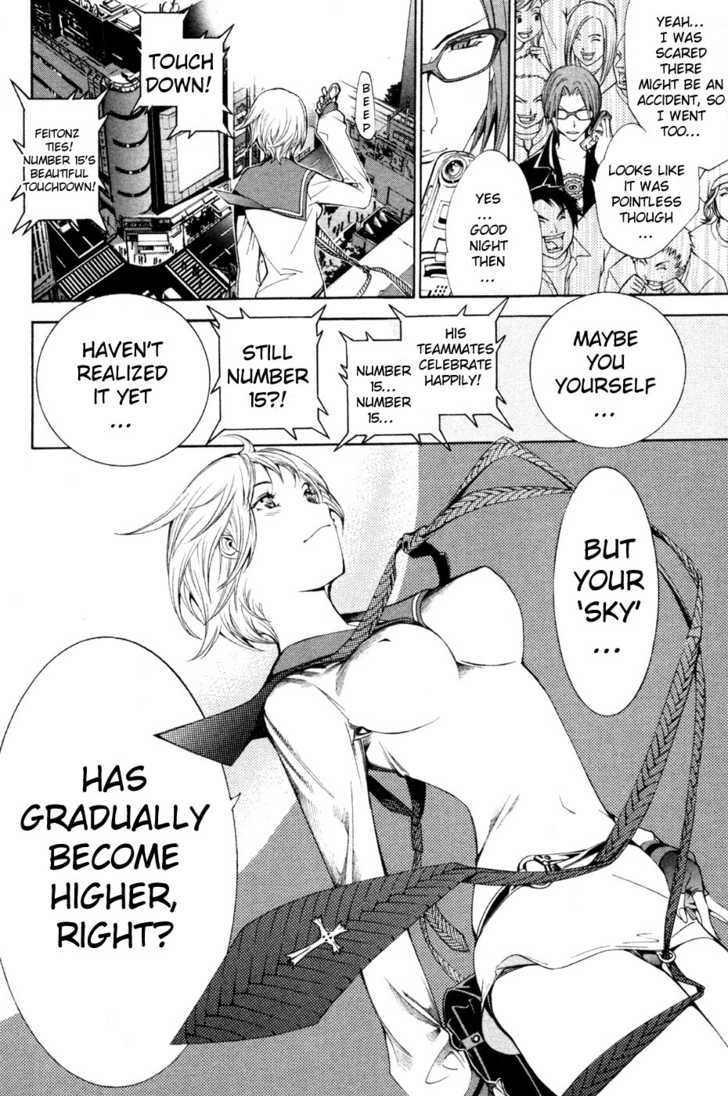 YEAH...
I WAS
SCARED
THERE
MIGHT BE AN
ACCIDENT, SO
I WENT
TOO...
LOOKS LIKE
IT WAS
POINTLESS
THOUGH
...
YES
...
GOOD
NIGHT
THEN
...
BEEP
TOUCH
DOWN!
FEITONZ
TIES!
NUMBER 15'S
BEAUTIFUL
TOUCHDOWN!
MAYBE
YOU
YOURSELF
...
HIS
TEAMMATES
CELEBRATE
HAPPILY!
NUMBER
15...
NUMBER
15...
STILL
NUMBER
15?!
HAVEN'T
REALIZED
IT YET
...
BUT
YOUR
'SKY'
...
HAS
GRADUALLY
BECOME
HIGHER,
RIGHT?